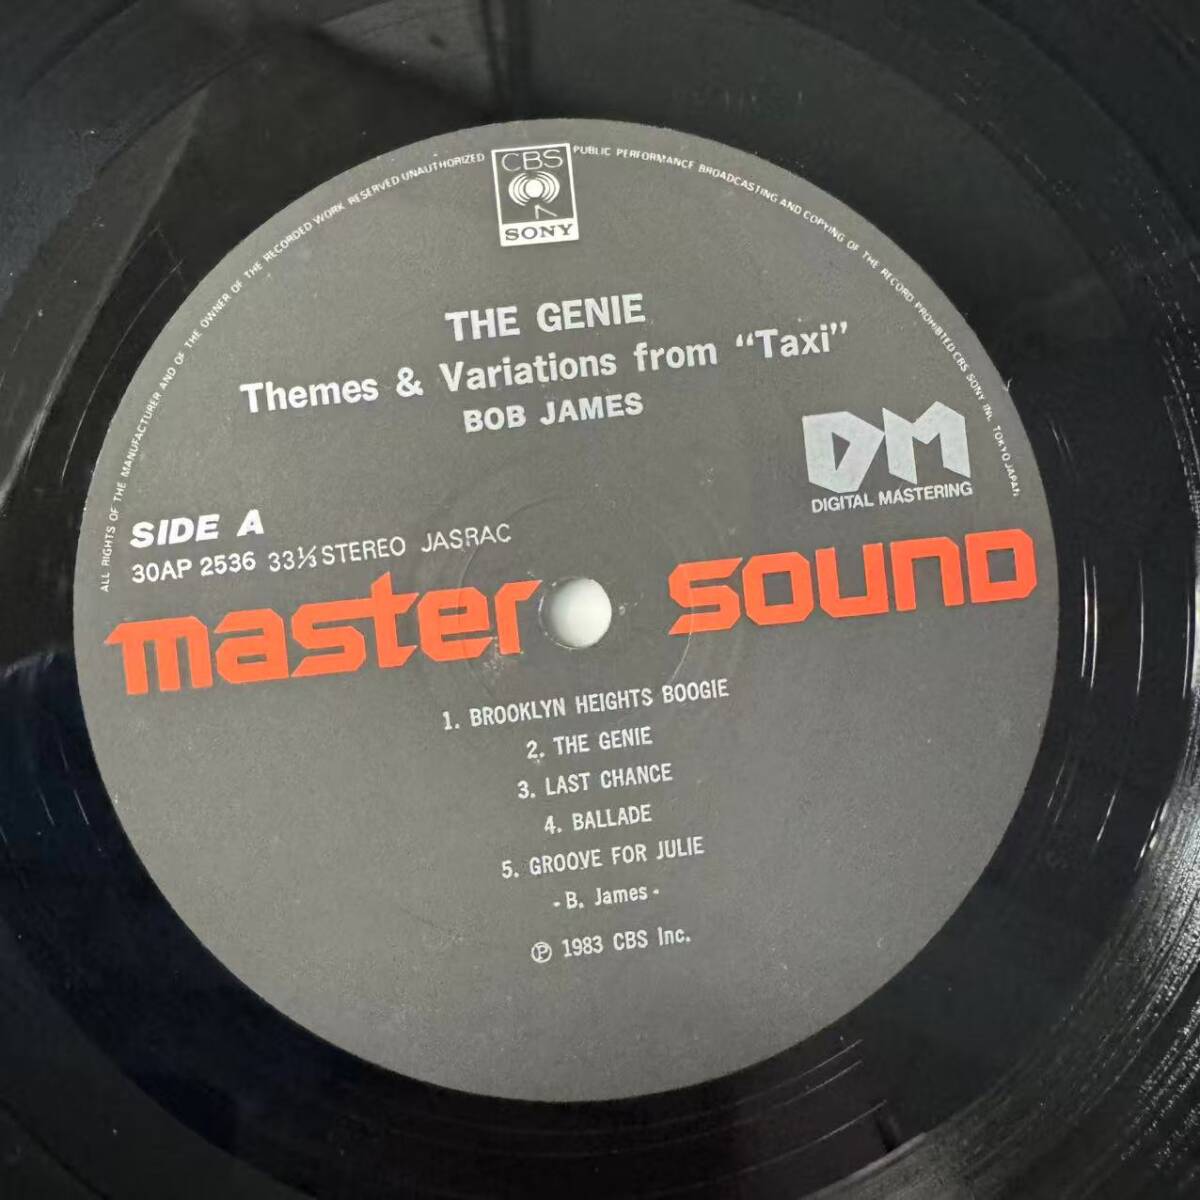 ALL RIGHTS OF THE MANUFACTURER AND OF THE OWNER OF THE RECORDED WORK RESERVED UNAUTHORIZED PUBLIC PERFORMANCE BROADCASTING AND COPYING OF THE RECORD PROHIBITED CBS SONY INC. TOKYO JAPAN.
CBS
SONY
THE GENIE
Themes & Variations from “Taxi”
BOB JAMES
DM
DIGITAL MASTERING
SIDE A
30AP 2536 33⅓ STEREO JASRAC
master sound
1. BROOKLYN HEIGHTS BOOGIE
2. THE GENIE
3. LAST CHANCE
4. BALLADE
5. GROOVE FOR JULIE
- B. James -
Ⓟ 1983 CBS Inc.